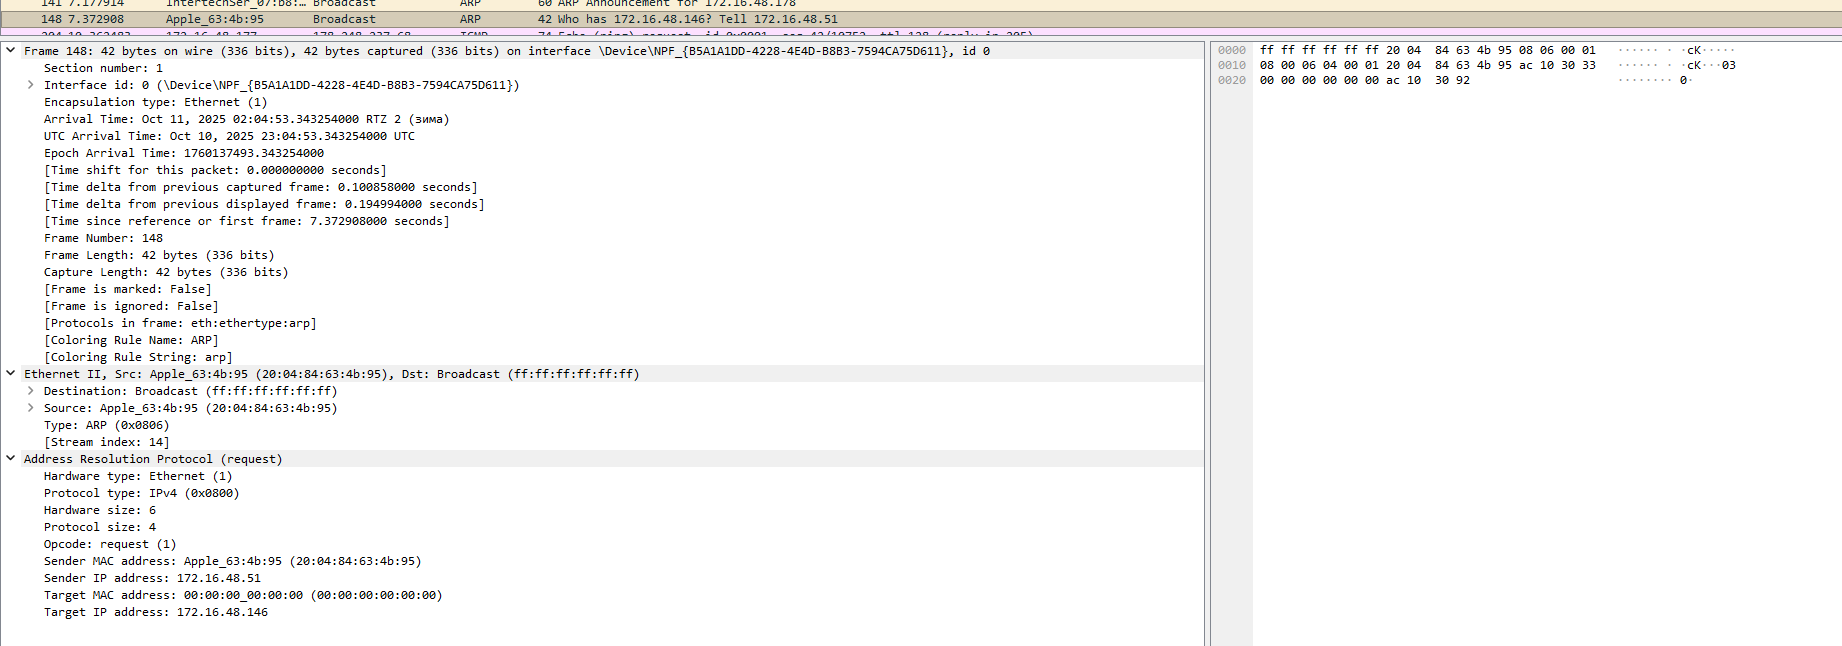 141 7.177914 IntertechSer_07:b8:… Broadcast ARP 60 ARP Announcement for 172.16.48.178
148 7.372908 Apple_63:4b:95 Broadcast ARP 42 Who has 172.16.48.146? Tell 172.16.48.51
Frame 148: 42 bytes on wire (336 bits), 42 bytes captured (336 bits) on interface \Device\NPF_{B5A1A1DD-4228-4E4D-B8B3-7594CA75D611}, id 0
Section number: 1
Interface id: 0 (\Device\NPF_{B5A1A1DD-4228-4E4D-B8B3-7594CA75D611})
Encapsulation type: Ethernet (1)
Arrival Time: Oct 11, 2025 02:04:53.343254000 RTZ 2 (зима)
UTC Arrival Time: Oct 10, 2025 23:04:53.343254000 UTC
Epoch Arrival Time: 1760137493.343254000
[Time shift for this packet: 0.000000000 seconds]
[Time delta from previous captured frame: 0.100858000 seconds]
[Time delta from previous displayed frame: 0.194994000 seconds]
[Time since reference or first frame: 7.372908000 seconds]
Frame Number: 148
Frame Length: 42 bytes (336 bits)
Capture Length: 42 bytes (336 bits)
[Frame is marked: False]
[Frame is ignored: False]
[Protocols in frame: eth:ethertype:arp]
[Coloring Rule Name: ARP]
[Coloring Rule String: arp]
Ethernet II, Src: Apple_63:4b:95 (20:04:84:63:4b:95), Dst: Broadcast (ff:ff:ff:ff:ff:ff)
Destination: Broadcast (ff:ff:ff:ff:ff:ff)
Source: Apple_63:4b:95 (20:04:84:63:4b:95)
Type: ARP (0x0806)
[Stream index: 14]
Address Resolution Protocol (request)
Hardware type: Ethernet (1)
Protocol type: IPv4 (0x0800)
Hardware size: 6
Protocol size: 4
Opcode: request (1)
Sender MAC address: Apple_63:4b:95 (20:04:84:63:4b:95)
Sender IP address: 172.16.48.51
Target MAC address: 00:00:00_00:00:00 (00:00:00:00:00:00)
Target IP address: 172.16.48.146
0000 ff ff ff ff ff ff 20 04 84 63 4b 95 08 06 00 01 ······ · ·cK·····
0010 08 00 06 04 00 01 20 04 84 63 4b 95 ac 10 30 33 ······ · ·cK···03
0020 00 00 00 00 00 00 ac 10 30 92 ········ 0·